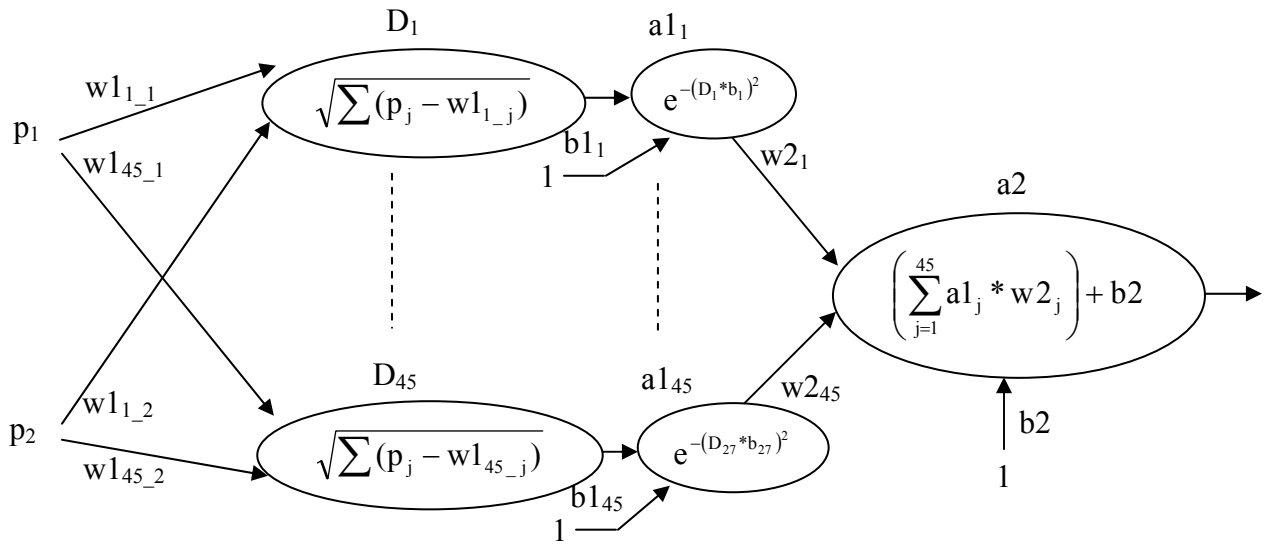 D₁
a1₁
w1₁_₁
√∑(pⱼ − w1₁_ⱼ)
e^−(D₁*b₁)²
p₁
b1₁
w1₄₅_₁
1
w2₁
a2
(∑_{j=1}^{45} a1ⱼ * w2ⱼ) + b2
D₄₅
a1₄₅
w1₁_₂
w2₄₅
p₂
√∑(pⱼ − w1₄₅_ⱼ)
e^−(D₂₇*b₂₇)²
b2
w1₄₅_₂
b1₄₅
1
1